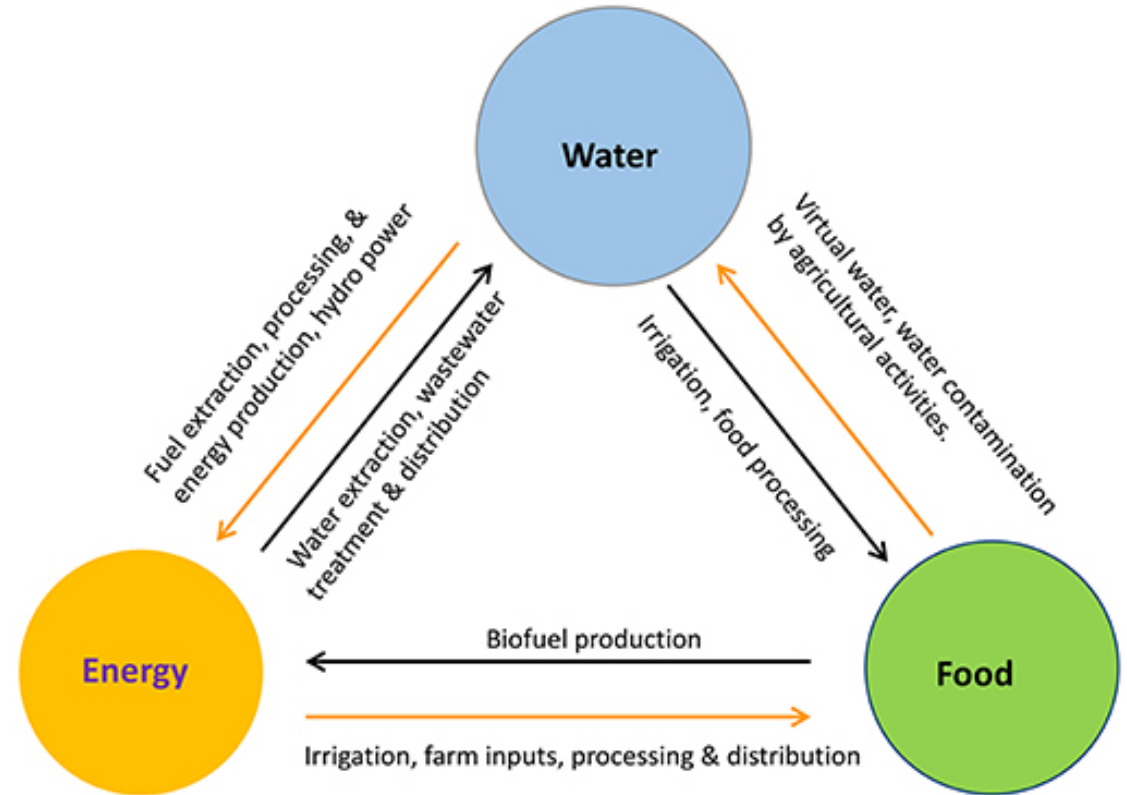 Water
Fuel extraction, processing, &
energy production, hydro power
Water extraction, wastewater
treatment & distribution
Irrigation, food processing
Virtual water, water contamination
by agricultural activities.
Biofuel production
Energy
Food
Irrigation, farm inputs, processing & distribution